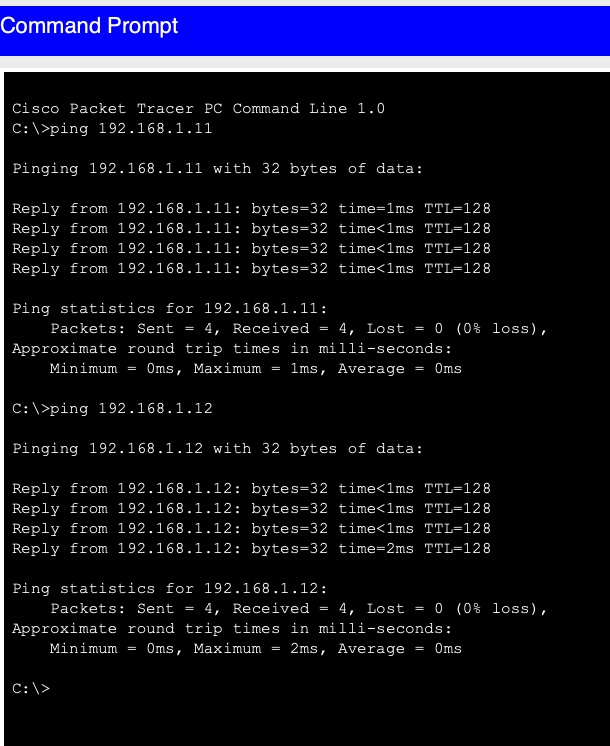 Command Prompt
Cisco Packet Tracer PC Command Line 1.0
C:\>ping 192.168.1.11
Pinging 192.168.1.11 with 32 bytes of data:
Reply from 192.168.1.11: bytes=32 time=1ms TTL=128
Reply from 192.168.1.11: bytes=32 time<1ms TTL=128
Reply from 192.168.1.11: bytes=32 time<1ms TTL=128
Reply from 192.168.1.11: bytes=32 time<1ms TTL=128
Ping statistics for 192.168.1.11:
Packets: Sent = 4, Received = 4, Lost = 0 (0% loss),
Approximate round trip times in milli-seconds:
Minimum = 0ms, Maximum = 1ms, Average = 0ms
C:\>ping 192.168.1.12
Pinging 192.168.1.12 with 32 bytes of data:
Reply from 192.168.1.12: bytes=32 time<1ms TTL=128
Reply from 192.168.1.12: bytes=32 time<1ms TTL=128
Reply from 192.168.1.12: bytes=32 time<1ms TTL=128
Reply from 192.168.1.12: bytes=32 time=2ms TTL=128
Ping statistics for 192.168.1.12:
Packets: Sent = 4, Received = 4, Lost = 0 (0% loss),
Approximate round trip times in milli-seconds:
Minimum = 0ms, Maximum = 2ms, Average = 0ms
C:\>